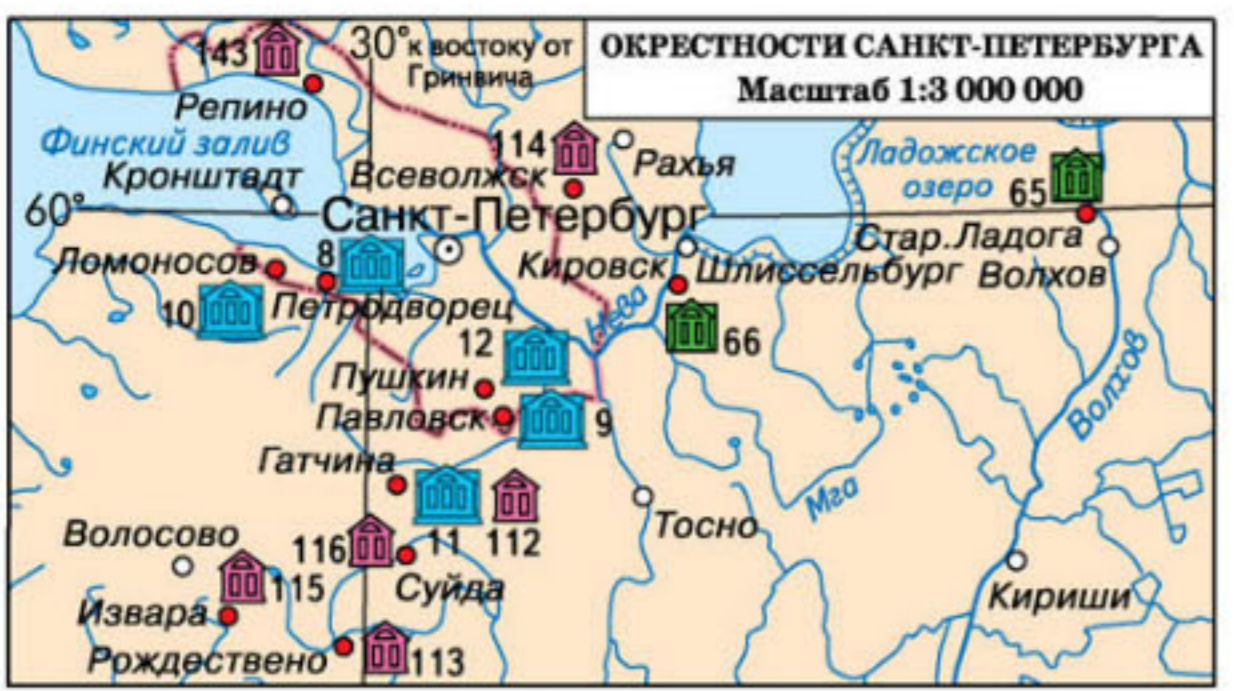 ОКРЕСТНОСТИ САНКТ-ПЕТЕРБУРГА
Масштаб 1:3 000 000
143
30° к востоку от
Гринвича
Репино
Финский залив
Кронштадт
114
Всеволжск
Рахья
Ладожское
озеро
65
60°
Санкт-Петербург
Стар. Ладога
Ломоносов
8
Кировск
Шлиссельбург
Волхов
10
Петродворец
Нева
66
12
Пушкин
Волхов
Павловск
9
Гатчина
Мга
Волосово
116
11
112
Тосно
115
Суйда
Кириши
Извара
Рождествено
113